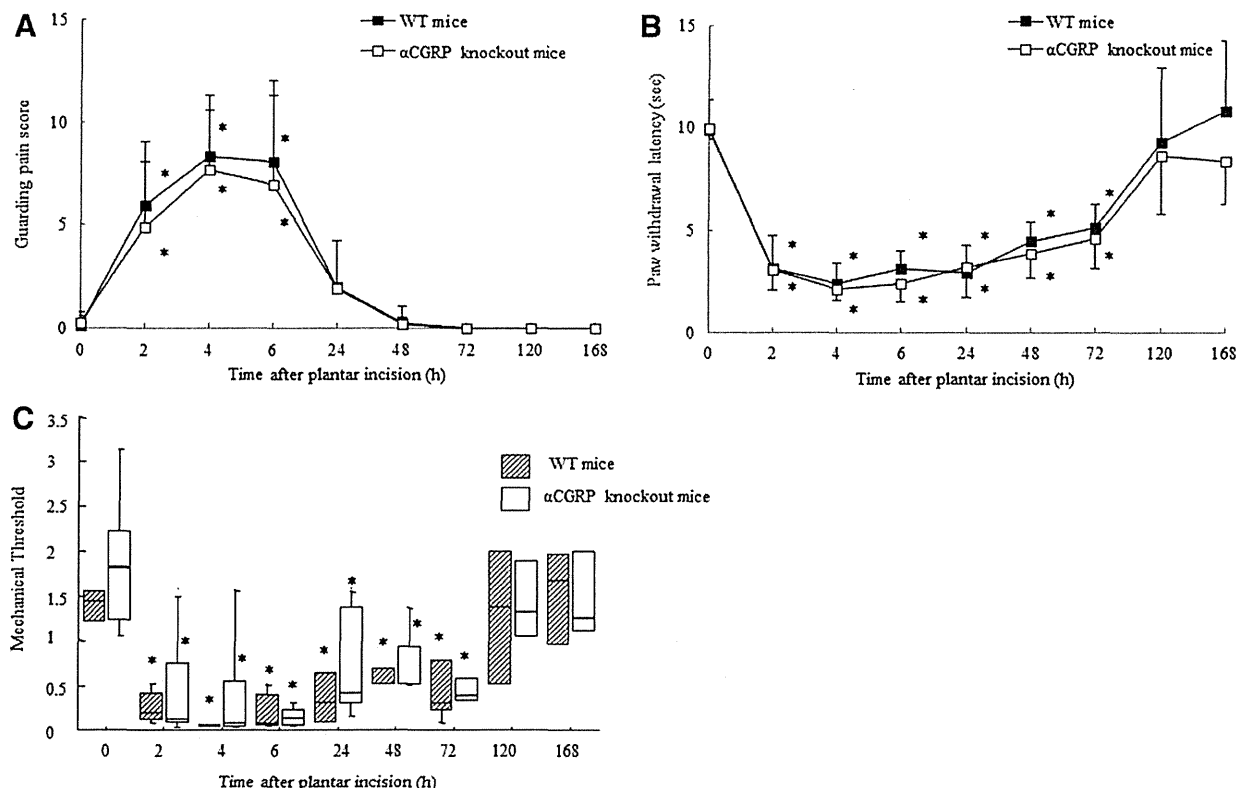 A
15
10
5
0
Guarding pain score
WT mice
αCGRP knockout mice
* * *
* * *
0 2 4 6 24 48 72 120 168
Time after plantar incision (h)
B
15
10
5
0
Paw withdrawal latency (sec)
WT mice
αCGRP knockout mice
* * * * * *
* * * * * *
0 2 4 6 24 48 72 120 168
Time after plantar incision (h)
C
3.5
3
2.5
2
1.5
1
0.5
0
Mechanical Threshold
WT mice
αCGRP knockout mice
* * * * * * * * * * * *
0 2 4 6 24 48 72 120 168
Time after plantar incision (h)